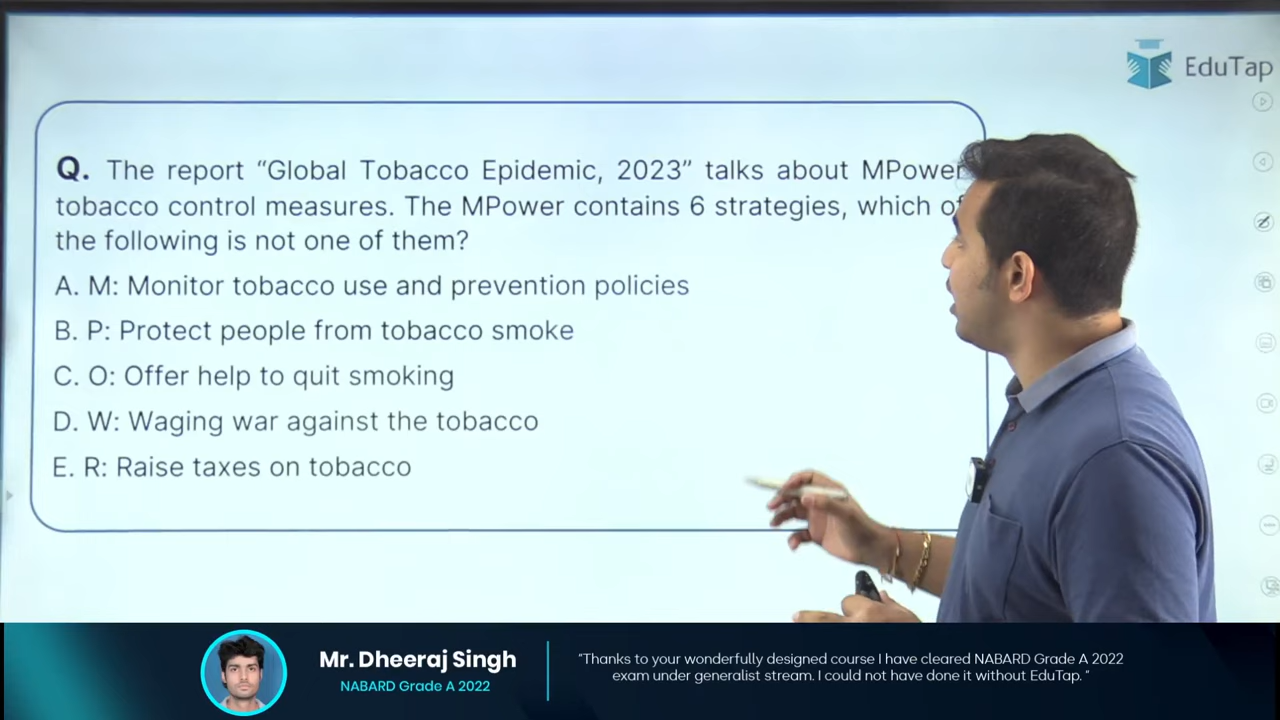 EduTap
Q. The report “Global Tobacco Epidemic, 2023” talks about MPower
tobacco control measures. The MPower contains 6 strategies, which of
the following is not one of them?
A. M: Monitor tobacco use and prevention policies
B. P: Protect people from tobacco smoke
C. O: Offer help to quit smoking
D. W: Waging war against the tobacco
E. R: Raise taxes on tobacco
Mr. Dheeraj Singh
NABARD Grade A 2022
"Thanks to your wonderfully designed course I have cleared NABARD Grade A 2022
exam under generalist stream. I could not have done it without EduTap. "